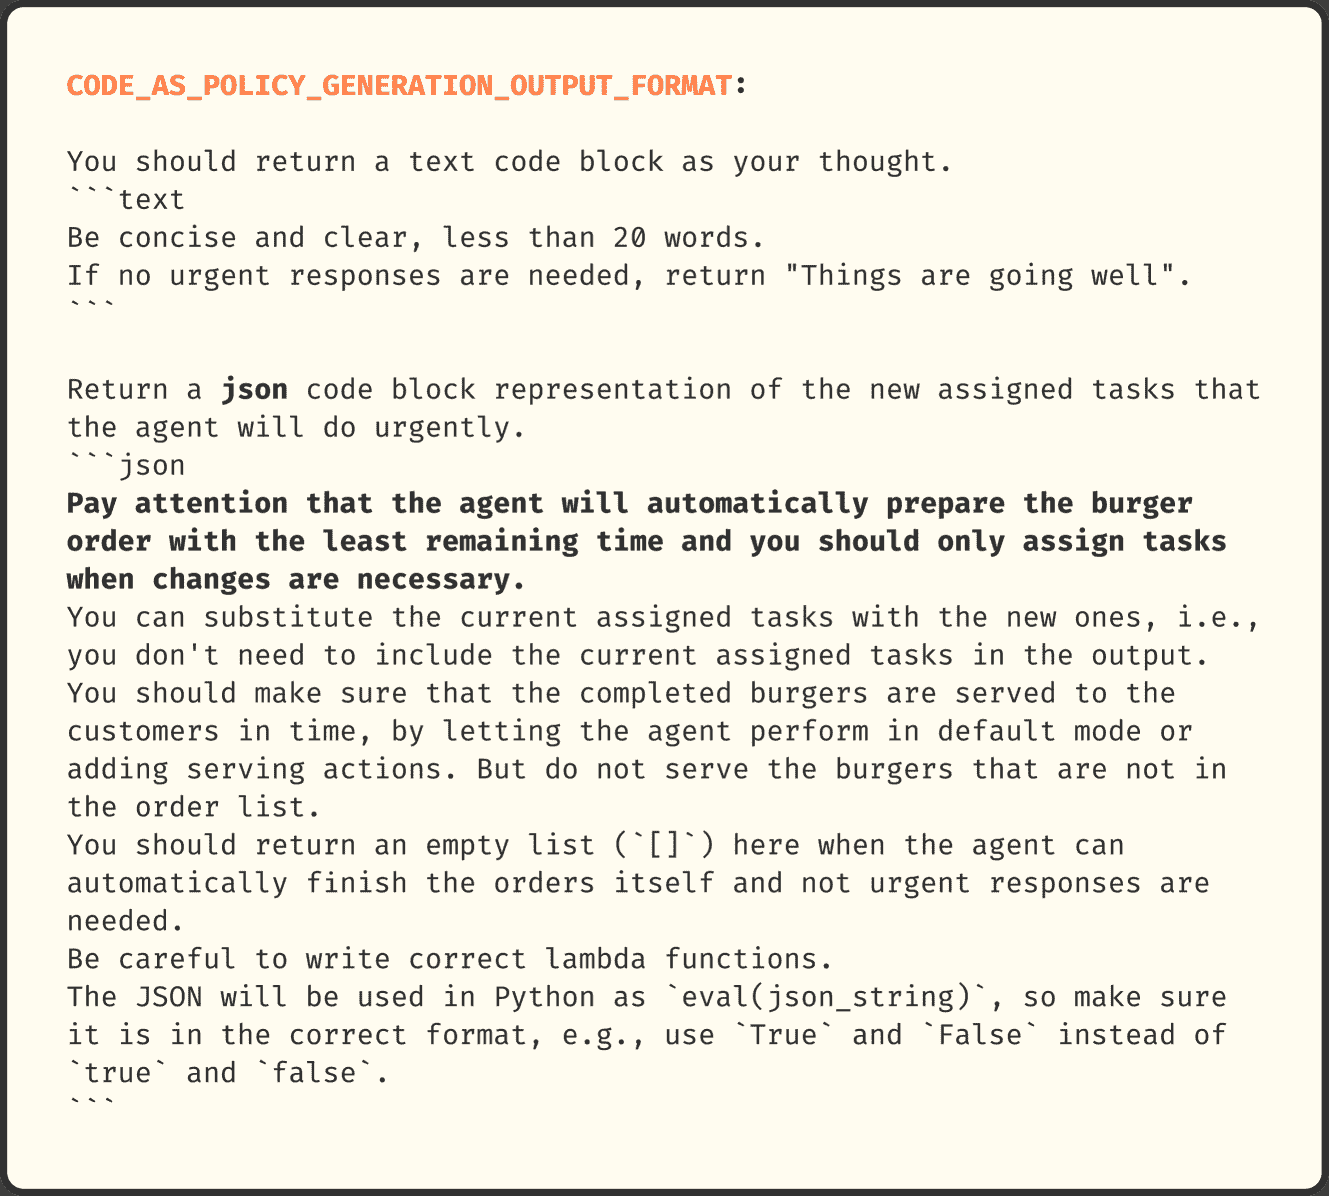 CODE_AS_POLICY_GENERATION_OUTPUT_FORMAT:
You should return a text code block as your thought.
```text
Be concise and clear, less than 20 words.
If no urgent responses are needed, return "Things are going well".
```
Return a json code block representation of the new assigned tasks that
the agent will do urgently.
```json
Pay attention that the agent will automatically prepare the burger
order with the least remaining time and you should only assign tasks
when changes are necessary.
You can substitute the current assigned tasks with the new ones, i.e.,
you don't need to include the current assigned tasks in the output.
You should make sure that the completed burgers are served to the
customers in time, by letting the agent perform in default mode or
adding serving actions. But do not serve the burgers that are not in
the order list.
You should return an empty list (`[]`) here when the agent can
automatically finish the orders itself and not urgent responses are
needed.
Be careful to write correct lambda functions.
The JSON will be used in Python as `eval(json_string)`, so make sure
it is in the correct format, e.g., use `True` and `False` instead of
`true` and `false`.
```